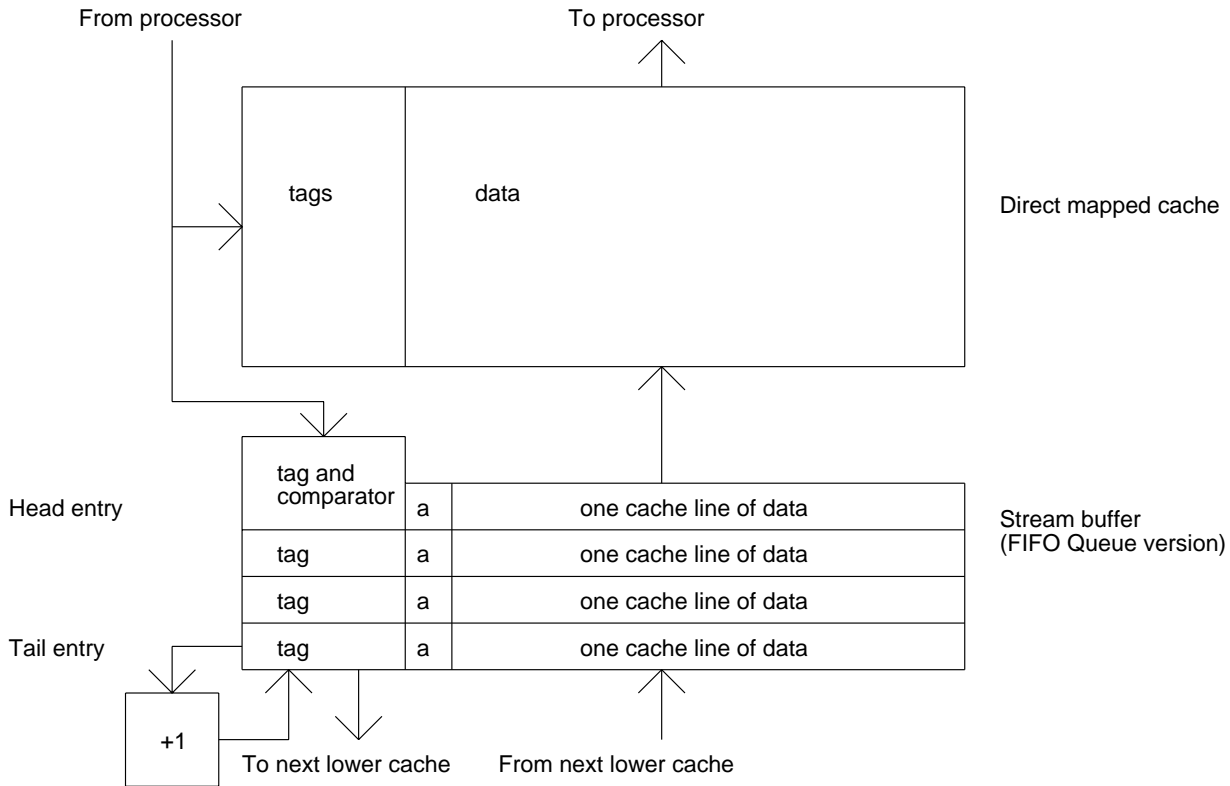 From processor
To processor
tags
data
Direct mapped cache
tag and
comparator
Head entry
a
one cache line of data
Stream buffer
(FIFO Queue version)
tag
a
one cache line of data
tag
a
one cache line of data
Tail entry
tag
a
one cache line of data
+1
To next lower cache
From next lower cache